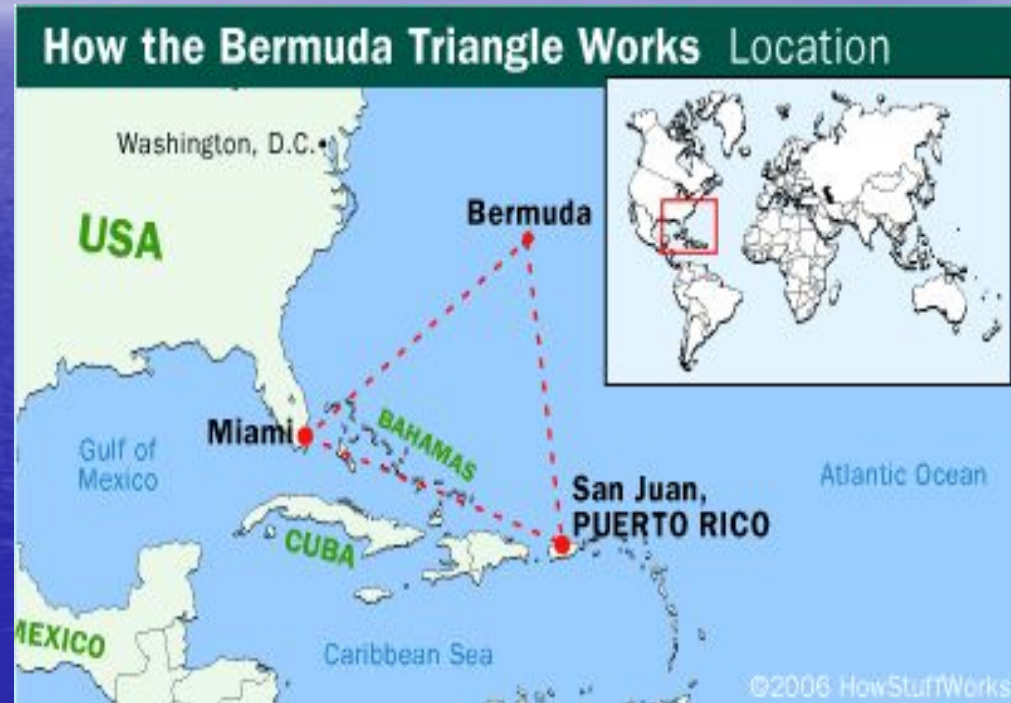 How the Bermuda Triangle Works Location
Washington, D.C.
USA
Bermuda
Miami
BAHAMAS
Gulf of
Mexico
Atlantic Ocean
San Juan,
PUERTO RICO
CUBA
MEXICO
Caribbean Sea
©2006 HowStuffWorks